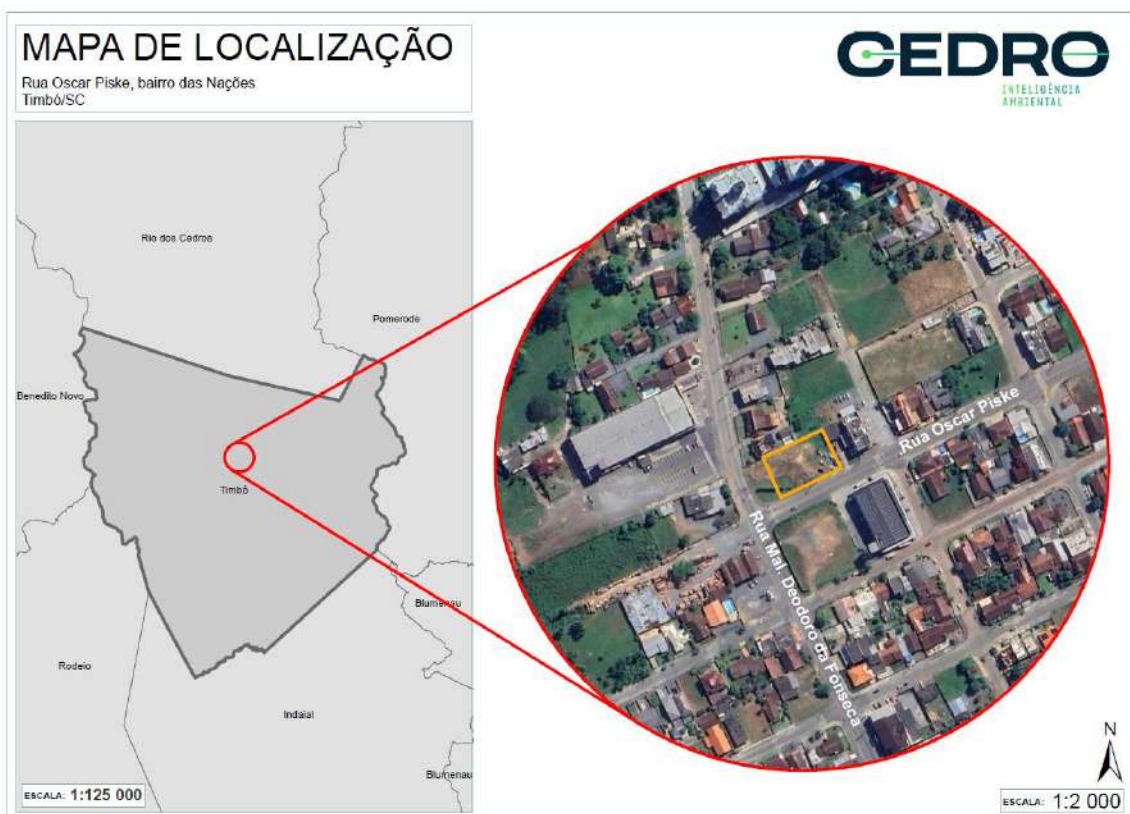 MAPA DE LOCALIZAÇÃO
Rua Oscar Piske, bairro das Nações
Timbó/SC
CEDRO
INTELIGÊNCIA
AMBIENTAL
Rio dos Cedros
Pomerode
Benedito Novo
Timbó
Blumenau
Rodeio
Indaial
Blumenau
ESCALA: 1:125 000
Rua Oscar Piske
Rua Mal. Deodoro da Fonseca
N
ESCALA: 1:2 000